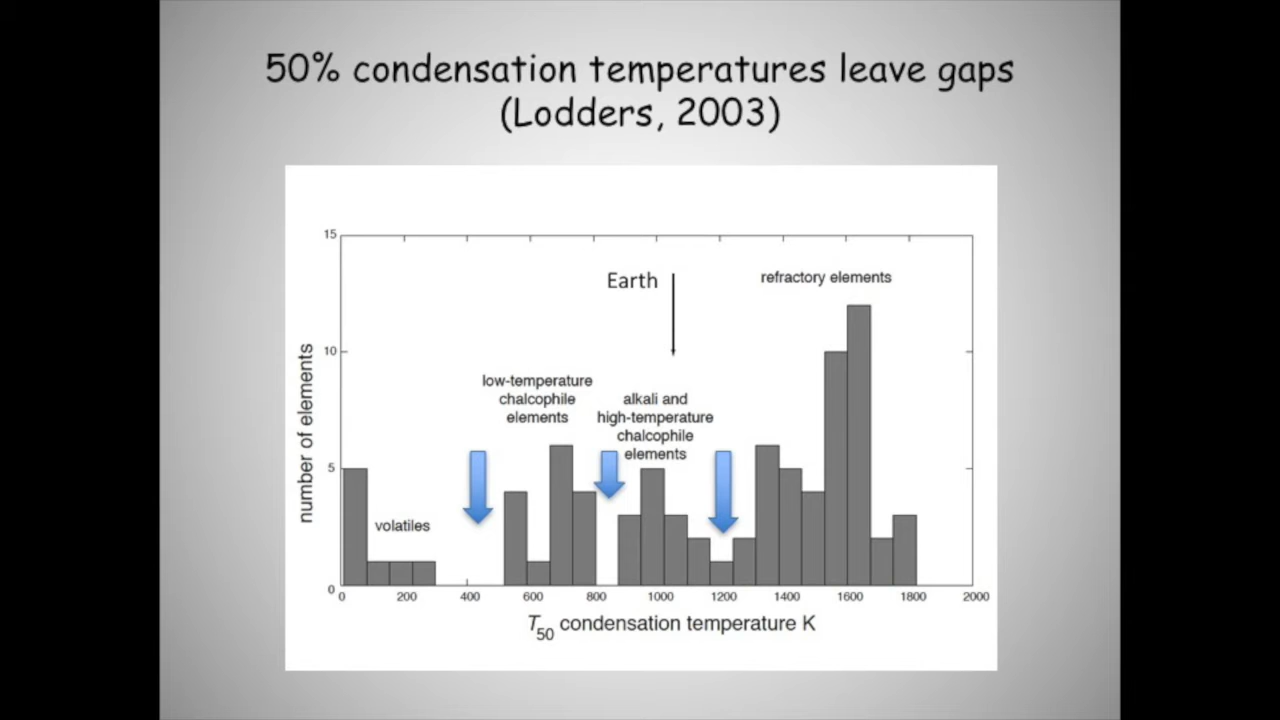 50% condensation temperatures leave gaps
(Lodders, 2003)
15
Earth
refractory elements
10
number of elements
low-temperature
chalcophile
elements
alkali and
high-temperature
chalcophile
elements
5
volatiles
0
0 200 400 600 800 1000 1200 1400 1600 1800 2000
T50 condensation temperature K